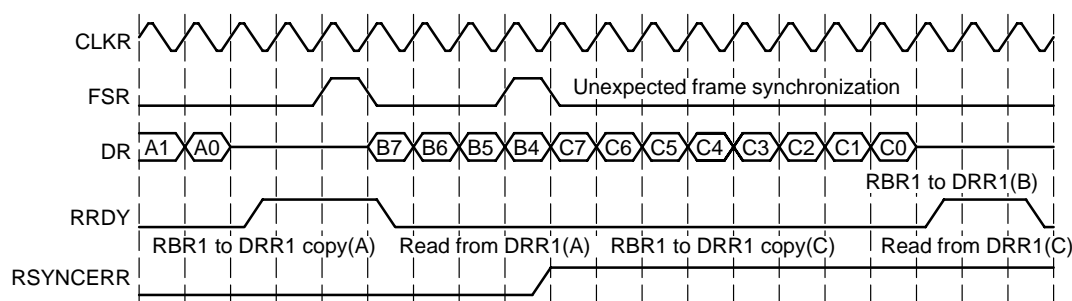 CLKR
FSR Unexpected frame synchronization
DR A1 A0 B7 B6 B5 B4 C7 C6 C5 C4 C3 C2 C1 C0
RBR1 to DRR1(B)
RRDY
RBR1 to DRR1 copy(A) Read from DRR1(A) RBR1 to DRR1 copy(C) Read from DRR1(C)
RSYNCERR